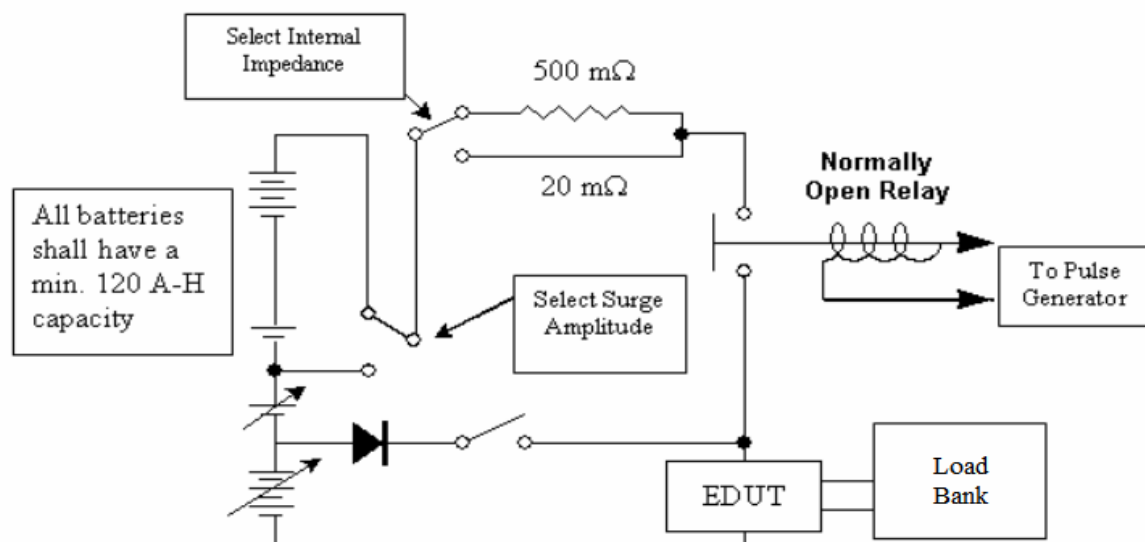 Select Internal
Impedance
500 mΩ
20 mΩ
Normally
Open Relay
All batteries
shall have a
min. 120 A-H
capacity
Select Surge
Amplitude
To Pulse
Generator
EDUT
Load
Bank